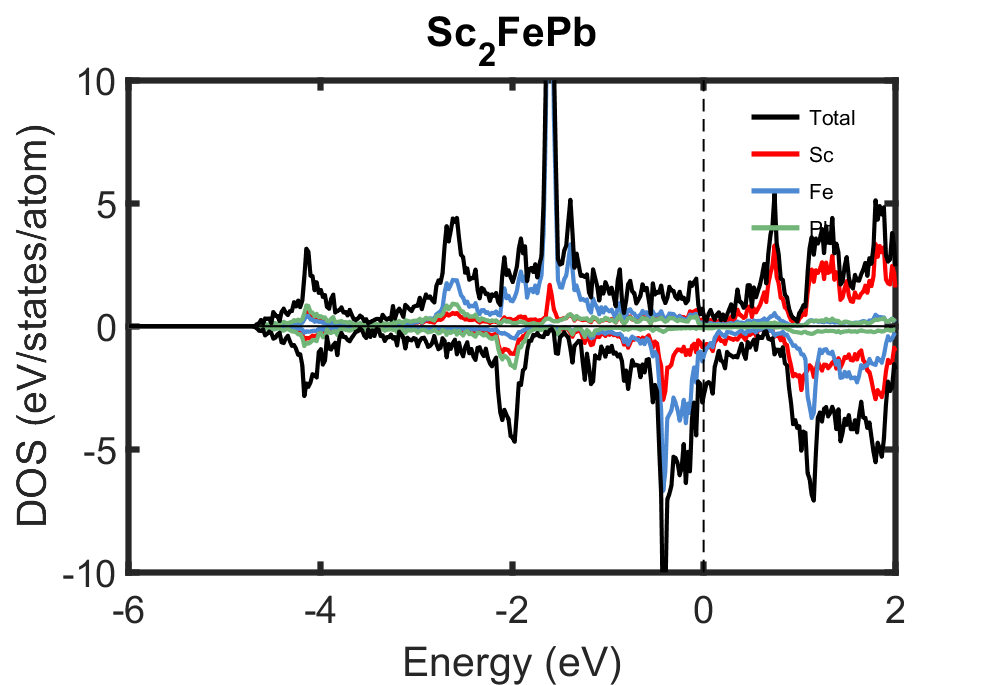 Sc2FePb
DOS (eV/states/atom)
10
5
0
-5
-10
Total
Sc
Fe
-6 -4 -2 0 2
Energy (eV)